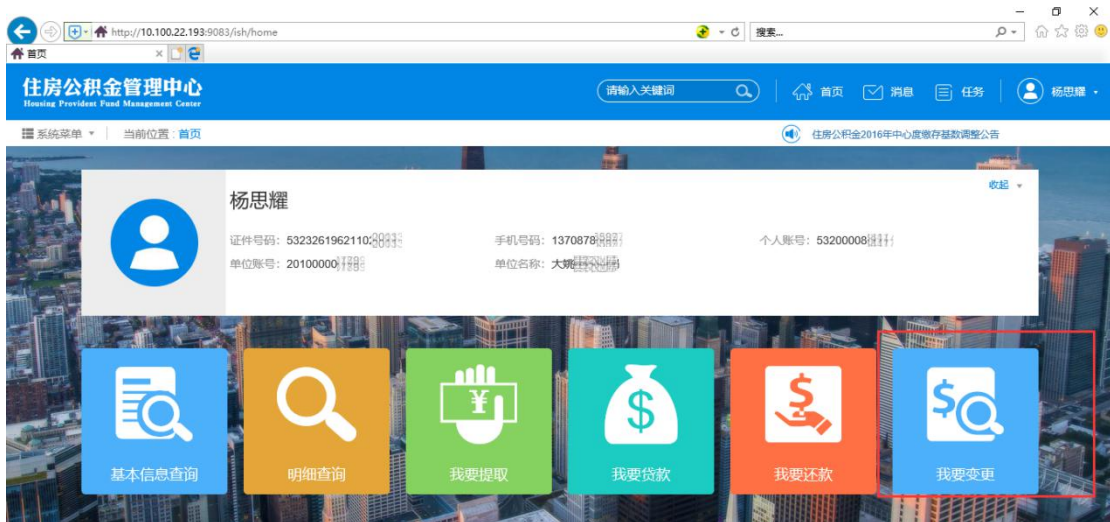 http://10.100.22.193:9083/ish/home
搜索...
首页
住房公积金管理中心
Housing Provident Fund Management Center
请输入关键词
首页
消息
任务
杨思耀
系统菜单
当前位置：首页
住房公积金2016年中心度缴存基数调整公告
收起
杨思耀
证件号码：5323261962110
手机号码：1370878
个人账号：53200008
单位账号：20100000
单位名称：大姚
基本信息查询
明细查询
我要提取
我要贷款
我要还款
我要变更